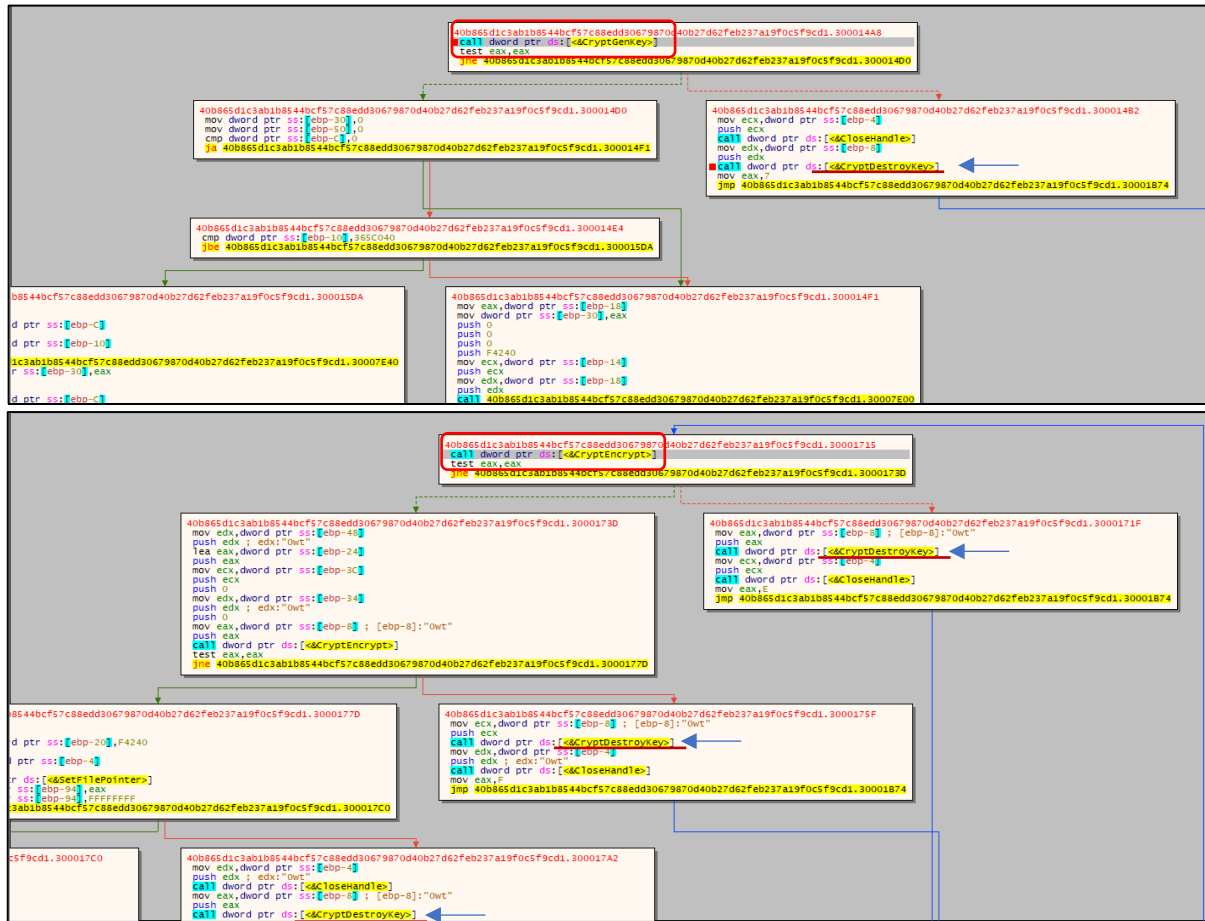 40b865d1c3ab1b8544bcf57c88edd30679870d40b27d62feb237a19f0c5f9cd1.300014A8
call dword ptr ds:[<&CryptGenKey>]
test eax,eax
jne 40b865d1c3ab1b8544bcf57c88edd30679870d40b27d62feb237a19f0c5f9cd1.300014D0
40b865d1c3ab1b8544bcf57c88edd30679870d40b27d62feb237a19f0c5f9cd1.300014D0
mov dword ptr ss:[ebp-30],0
mov dword ptr ss:[ebp-50],0
cmp dword ptr ss:[ebp-C],0
ja 40b865d1c3ab1b8544bcf57c88edd30679870d40b27d62feb237a19f0c5f9cd1.300014F1
40b865d1c3ab1b8544bcf57c88edd30679870d40b27d62feb237a19f0c5f9cd1.300014B2
mov ecx,dword ptr ss:[ebp-4]
push ecx
call dword ptr ds:[<&CloseHandle>]
mov edx,dword ptr ss:[ebp-8]
push edx
call dword ptr ds:[<&CryptDestroyKey>]
mov eax,7
jmp 40b865d1c3ab1b8544bcf57c88edd30679870d40b27d62feb237a19f0c5f9cd1.30001B74
40b865d1c3ab1b8544bcf57c88edd30679870d40b27d62feb237a19f0c5f9cd1.300014E4
cmp dword ptr ss:[ebp-10],365C040
jbe 40b865d1c3ab1b8544bcf57c88edd30679870d40b27d62feb237a19f0c5f9cd1.300015DA
b8544bcf57c88edd30679870d40b27d62feb237a19f0c5f9cd1.300015DA
d ptr ss:[ebp-C]
d ptr ss:[ebp-10]
d1c3ab1b8544bcf57c88edd30679870d40b27d62feb237a19f0c5f9cd1.30007E40
r ss:[ebp-30],eax
d ptr ss:[ebp-C]
40b865d1c3ab1b8544bcf57c88edd30679870d40b27d62feb237a19f0c5f9cd1.300014F1
mov eax,dword ptr ss:[ebp-18]
mov dword ptr ss:[ebp-30],eax
push 0
push 0
push 0
push F4240
mov ecx,dword ptr ss:[ebp-14]
push ecx
mov edx,dword ptr ss:[ebp-18]
push edx
call 40b865d1c3ab1b8544bcf57c88edd30679870d40b27d62feb237a19f0c5f9cd1.30007E00
40b865d1c3ab1b8544bcf57c88edd30679870d40b27d62feb237a19f0c5f9cd1.30001715
call dword ptr ds:[<&CryptEncrypt>]
test eax,eax
jne 40b865d1c3ab1b8544bcf57c88edd30679870d40b27d62feb237a19f0c5f9cd1.3000173D
40b865d1c3ab1b8544bcf57c88edd30679870d40b27d62feb237a19f0c5f9cd1.3000173D
mov edx,dword ptr ss:[ebp-48]
push edx ; edx:"0wt"
lea eax,dword ptr ss:[ebp-24]
push eax
mov ecx,dword ptr ss:[ebp-3C]
push ecx
push 0
mov edx,dword ptr ss:[ebp-34]
push edx ; edx:"0wt"
push 0
mov eax,dword ptr ss:[ebp-8] ; [ebp-8]:"0wt"
push eax
call dword ptr ds:[<&CryptEncrypt>]
test eax,eax
jne 40b865d1c3ab1b8544bcf57c88edd30679870d40b27d62feb237a19f0c5f9cd1.3000177D
40b865d1c3ab1b8544bcf57c88edd30679870d40b27d62feb237a19f0c5f9cd1.3000171F
mov eax,dword ptr ss:[ebp-8] ; [ebp-8]:"0wt"
push eax
call dword ptr ds:[<&CryptDestroyKey>]
mov ecx,dword ptr ss:[ebp-4]
push ecx
call dword ptr ds:[<&CloseHandle>]
mov eax,E
jmp 40b865d1c3ab1b8544bcf57c88edd30679870d40b27d62feb237a19f0c5f9cd1.30001B74
b8544bcf57c88edd30679870d40b27d62feb237a19f0c5f9cd1.3000177D
rd ptr ss:[ebp-20],F4240
d ptr ss:[ebp-4]
tr ds:[<&SetFilePointer>]
ss:[ebp-94],eax
ss:[ebp-94],FFFFFFFF
c3ab1b8544bcf57c88edd30679870d40b27d62feb237a19f0c5f9cd1.300017C0
40b865d1c3ab1b8544bcf57c88edd30679870d40b27d62feb237a19f0c5f9cd1.3000175F
mov ecx,dword ptr ss:[ebp-8] ; [ebp-8]:"0wt"
push ecx
call dword ptr ds:[<&CryptDestroyKey>]
mov edx,dword ptr ss:[ebp-4]
push edx ; edx:"0wt"
call dword ptr ds:[<&CloseHandle>]
mov eax,F
jmp 40b865d1c3ab1b8544bcf57c88edd30679870d40b27d62feb237a19f0c5f9cd1.30001B74
c5f9cd1.300017C0
40b865d1c3ab1b8544bcf57c88edd30679870d40b27d62feb237a19f0c5f9cd1.300017A2
mov edx,dword ptr ss:[ebp-4]
push edx ; edx:"0wt"
call dword ptr ds:[<&CloseHandle>]
mov eax,dword ptr ss:[ebp-8] ; [ebp-8]:"0wt"
push eax
call dword ptr ds:[<&CryptDestroyKey>]